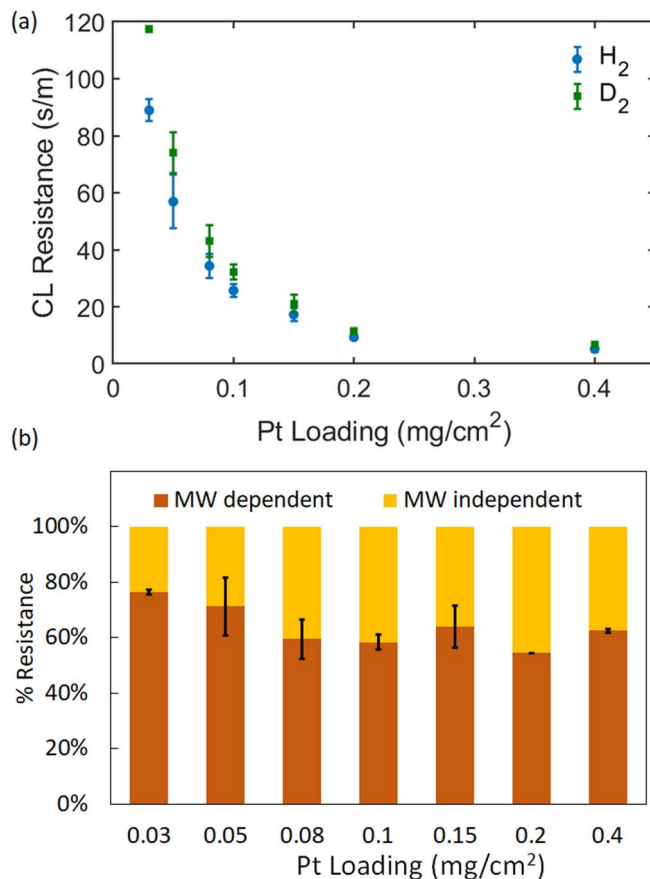 (a)
120
100
80
60
40
20
0
CL Resistance (s/m)
H2
D2
0 0.1 0.2 0.3 0.4
Pt Loading (mg/cm2)
(b)
MW dependent MW independent
100%
80%
60%
40%
20%
0%
% Resistance
0.03 0.05 0.08 0.1 0.15 0.2 0.4
Pt Loading (mg/cm2)